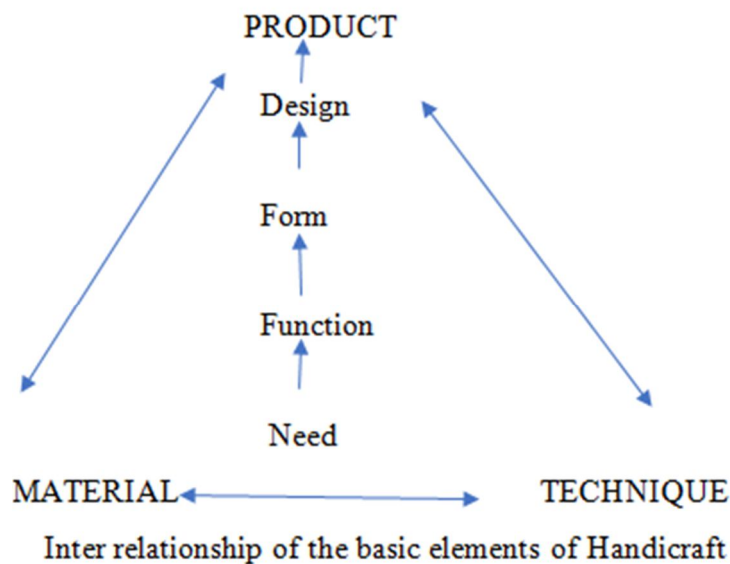 PRODUCT
Design
Form
Function
Need
MATERIAL TECHNIQUE
Inter relationship of the basic elements of Handicraft